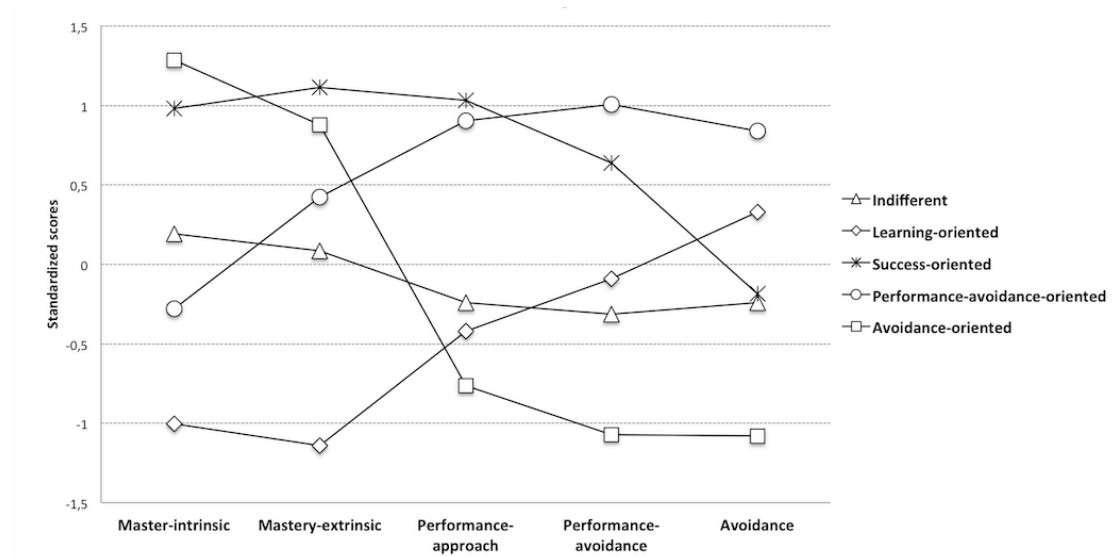 1,5
1
0,5
0
-0,5
-1
-1,5
Standardized scores
Master-intrinsic
Mastery-extrinsic
Performance-
approach
Performance-
avoidance
Avoidance
Indifferent
Learning-oriented
Success-oriented
Performance-avoidance-oriented
Avoidance-oriented